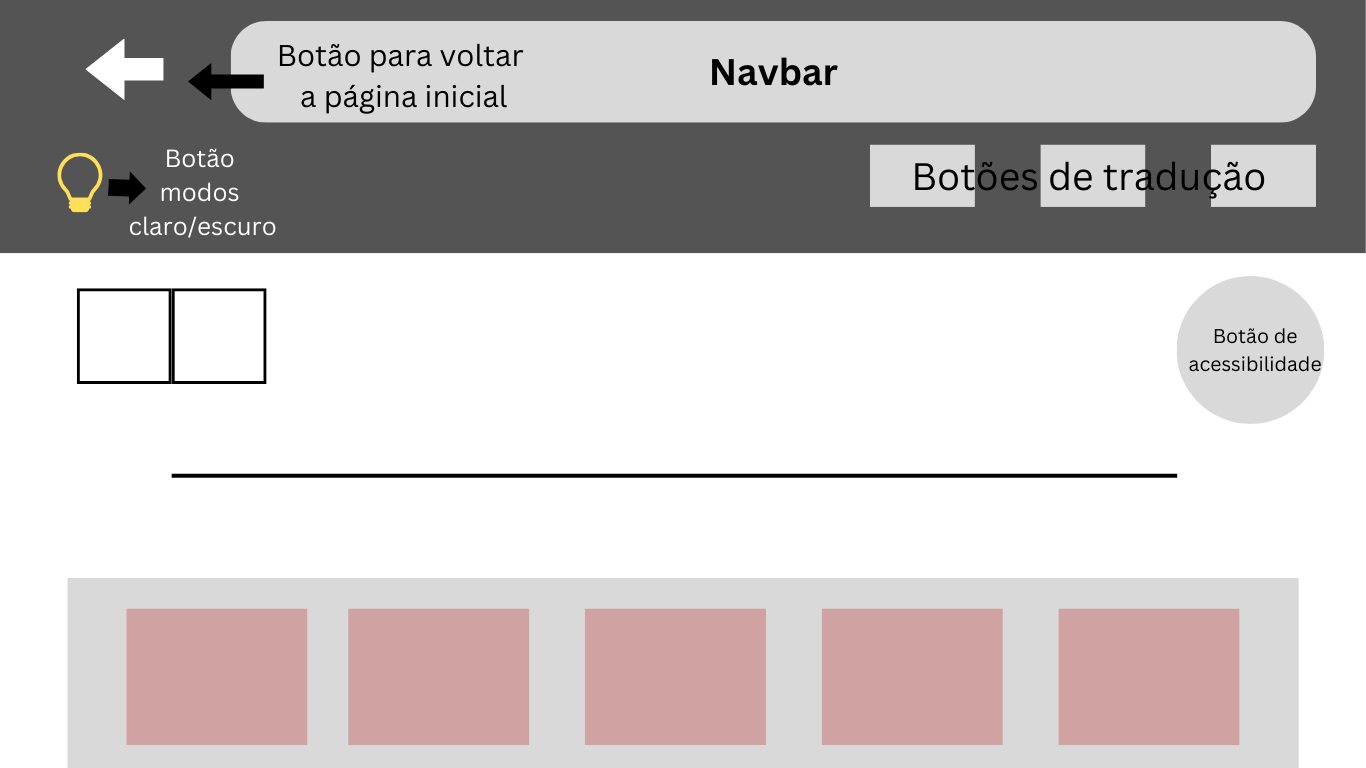 Botão para voltar
a página inicial
Navbar
Botão
modos
claro/escuro
Botões de tradução
Botão de
acessibilidade